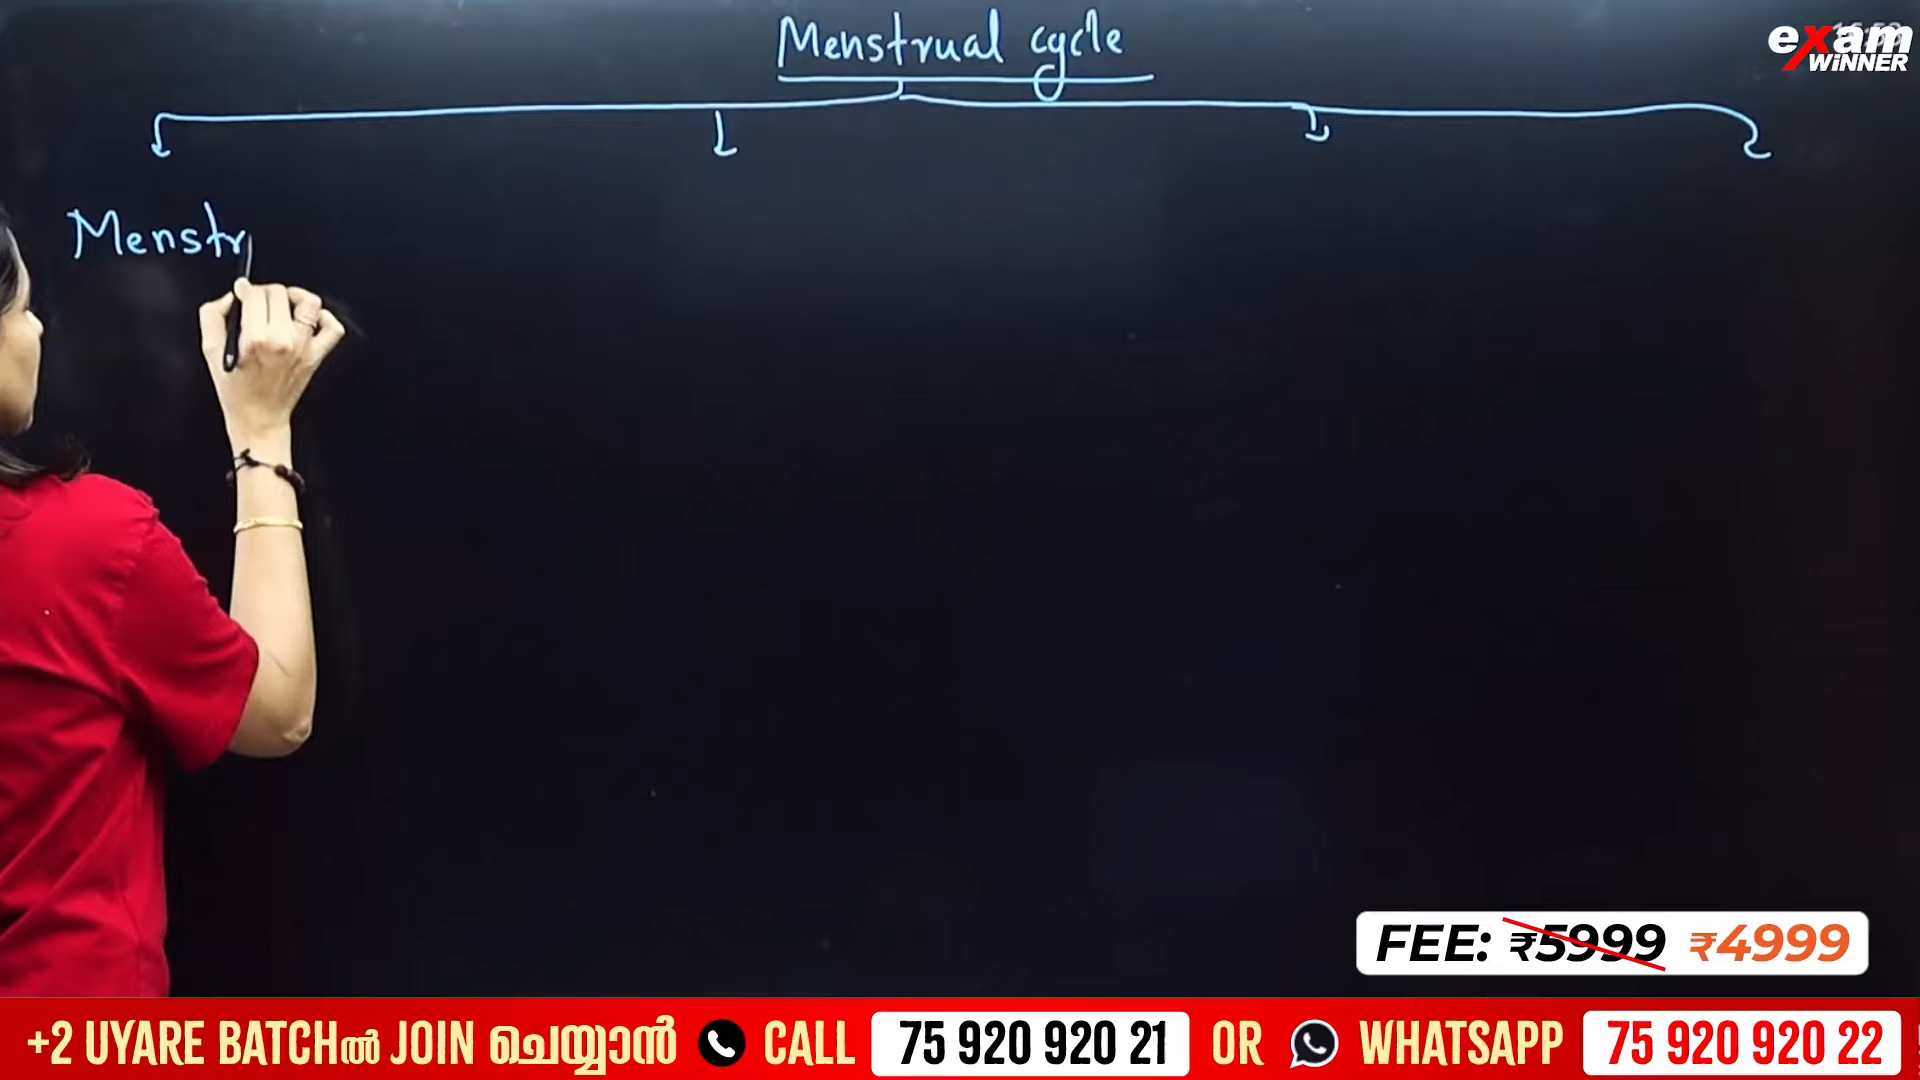 Menstrual cycle
exam
WINNER
Menstr
FEE: ₹5999 ₹4999
+2 UYARE BATCHൽ JOIN ചെയ്യാൻ CALL 75 920 920 21 OR WHATSAPP 75 920 920 22